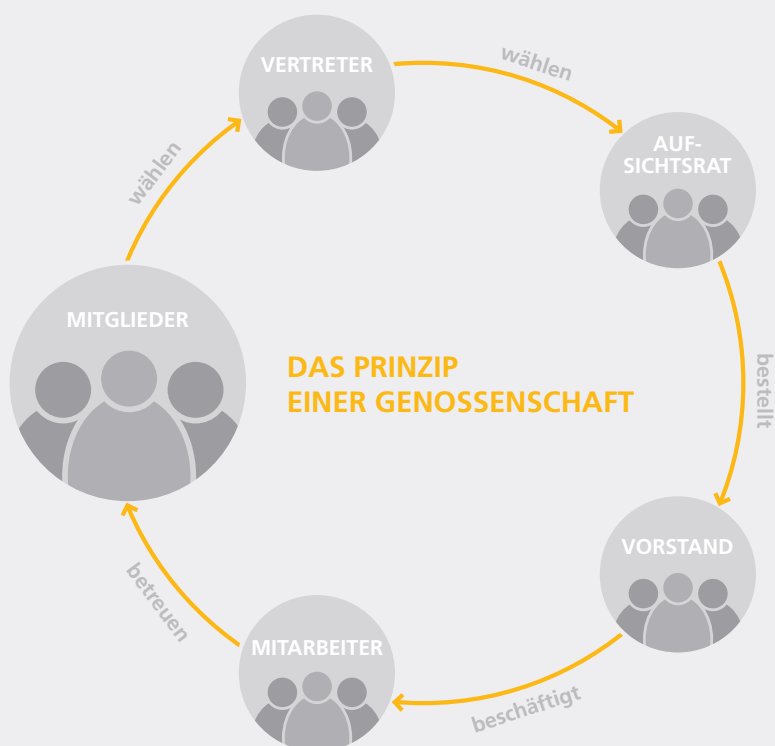 VERTRETER
wählen
AUF-
SICHTSRAT
wählen
MITGLIEDER
DAS PRINZIP
EINER GENOSSENSCHAFT
bestellt
VORSTAND
betreuen
MITARBEITER
beschäftigt